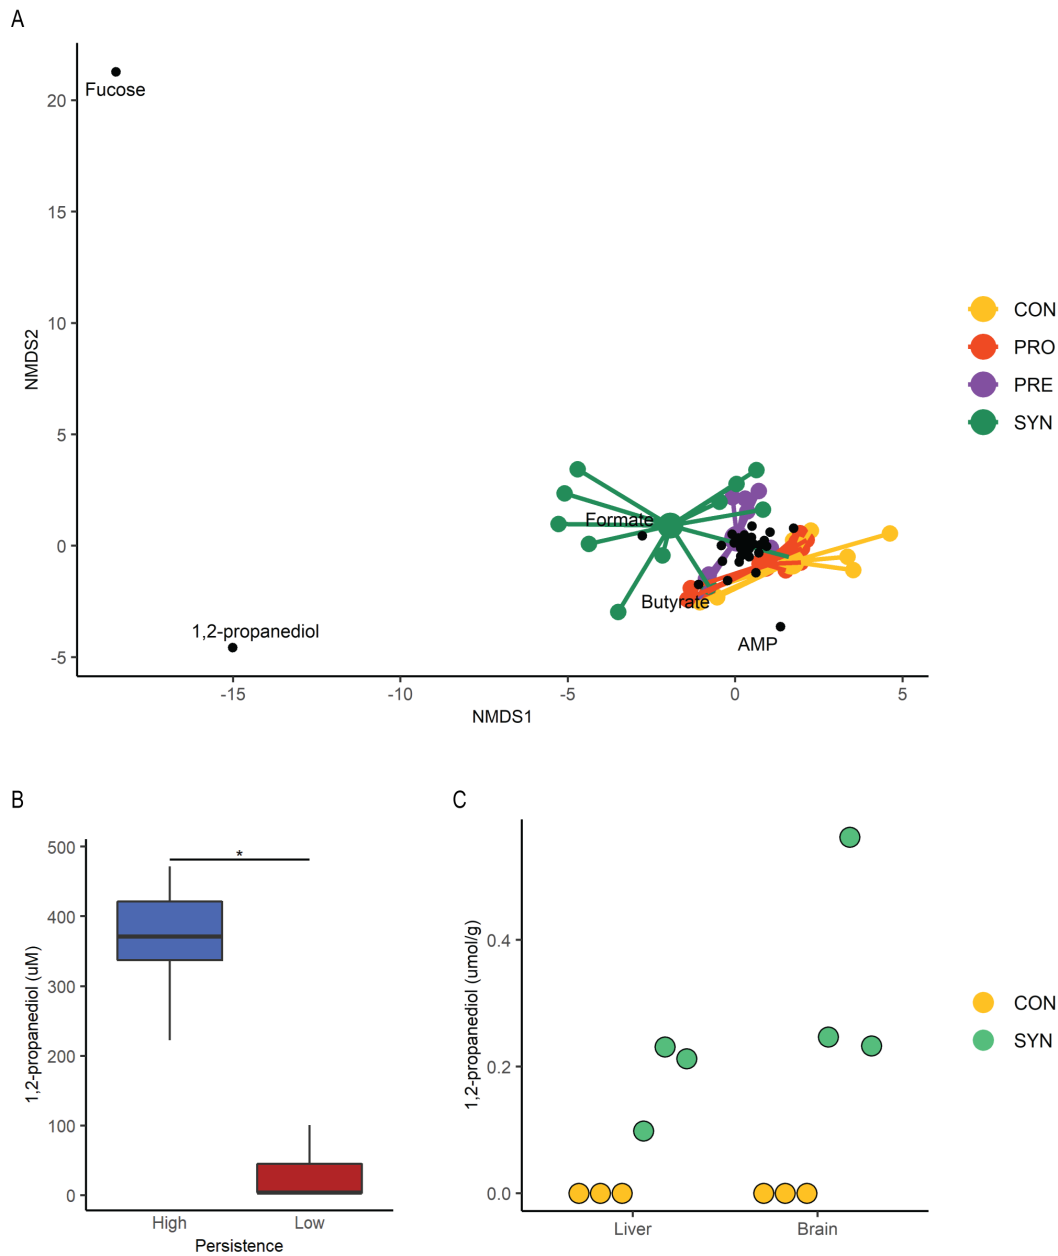 A
Fucose
20
15
10
5
0
-5
NMDS2
Formate
Butyrate
AMP
1,2-propanediol
-15
-10
-5
0
5
NMDS1
CON
PRO
PRE
SYN
B
500
400
300
200
100
0
1,2-propanediol (uM)
*
High
Low
Persistence
C
0.4
0.2
0.0
1,2-propanediol (umol/g)
Liver
Brain
CON
SYN